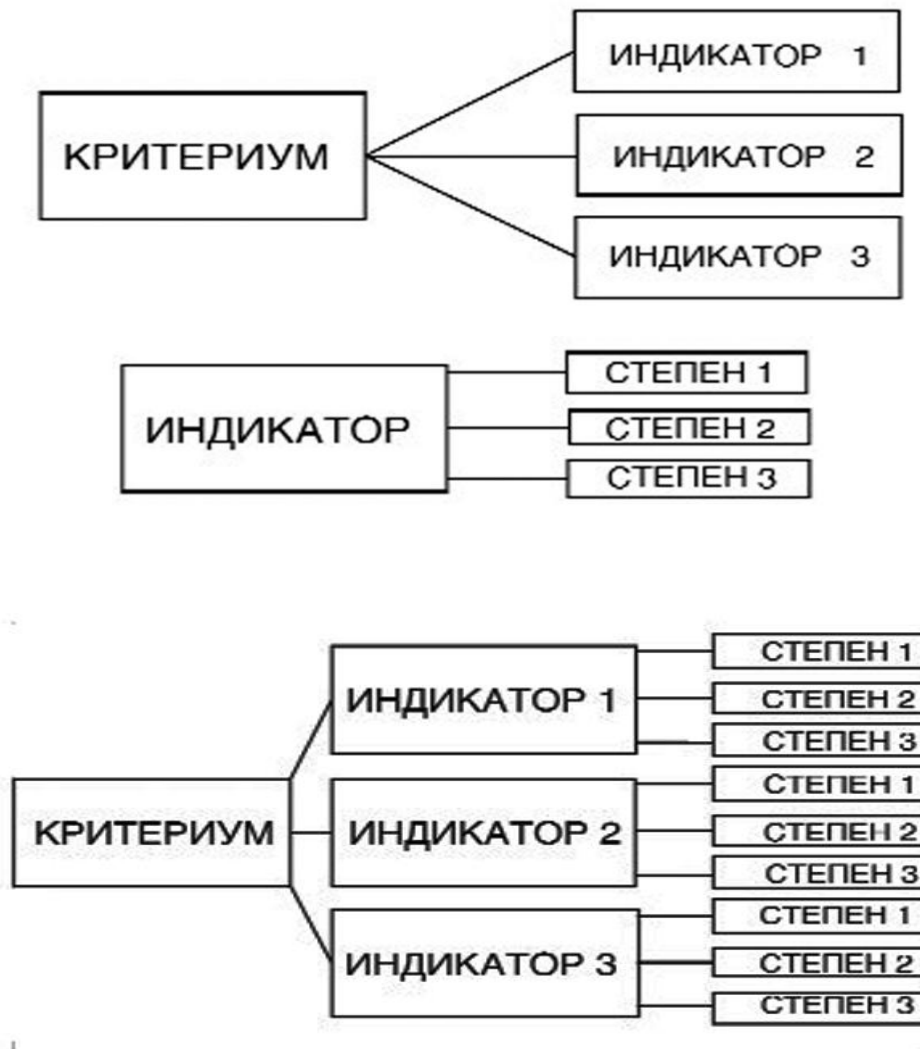 КРИТЕРИУМ
ИНДИКАТОР 1
ИНДИКАТОР 2
ИНДИКАТОР 3
ИНДИКАТОР
СТЕПЕН 1
СТЕПЕН 2
СТЕПЕН 3
КРИТЕРИУМ
ИНДИКАТОР 1
СТЕПЕН 1
СТЕПЕН 2
СТЕПЕН 3
ИНДИКАТОР 2
СТЕПЕН 1
СТЕПЕН 2
СТЕПЕН 3
ИНДИКАТОР 3
СТЕПЕН 1
СТЕПЕН 2
СТЕПЕН 3